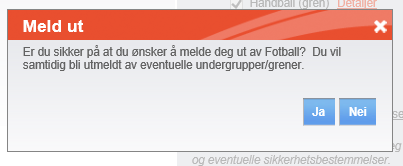 Handball (gren) Detaljer
Meld ut
Er du sikker på at du ønsker å melde deg ut av Fotball? Du vil
samtidig bli utmeldt av eventuelle undergrupper/grener.
Ja Nei
og eventuelle sikkerhetsbestemmelser.